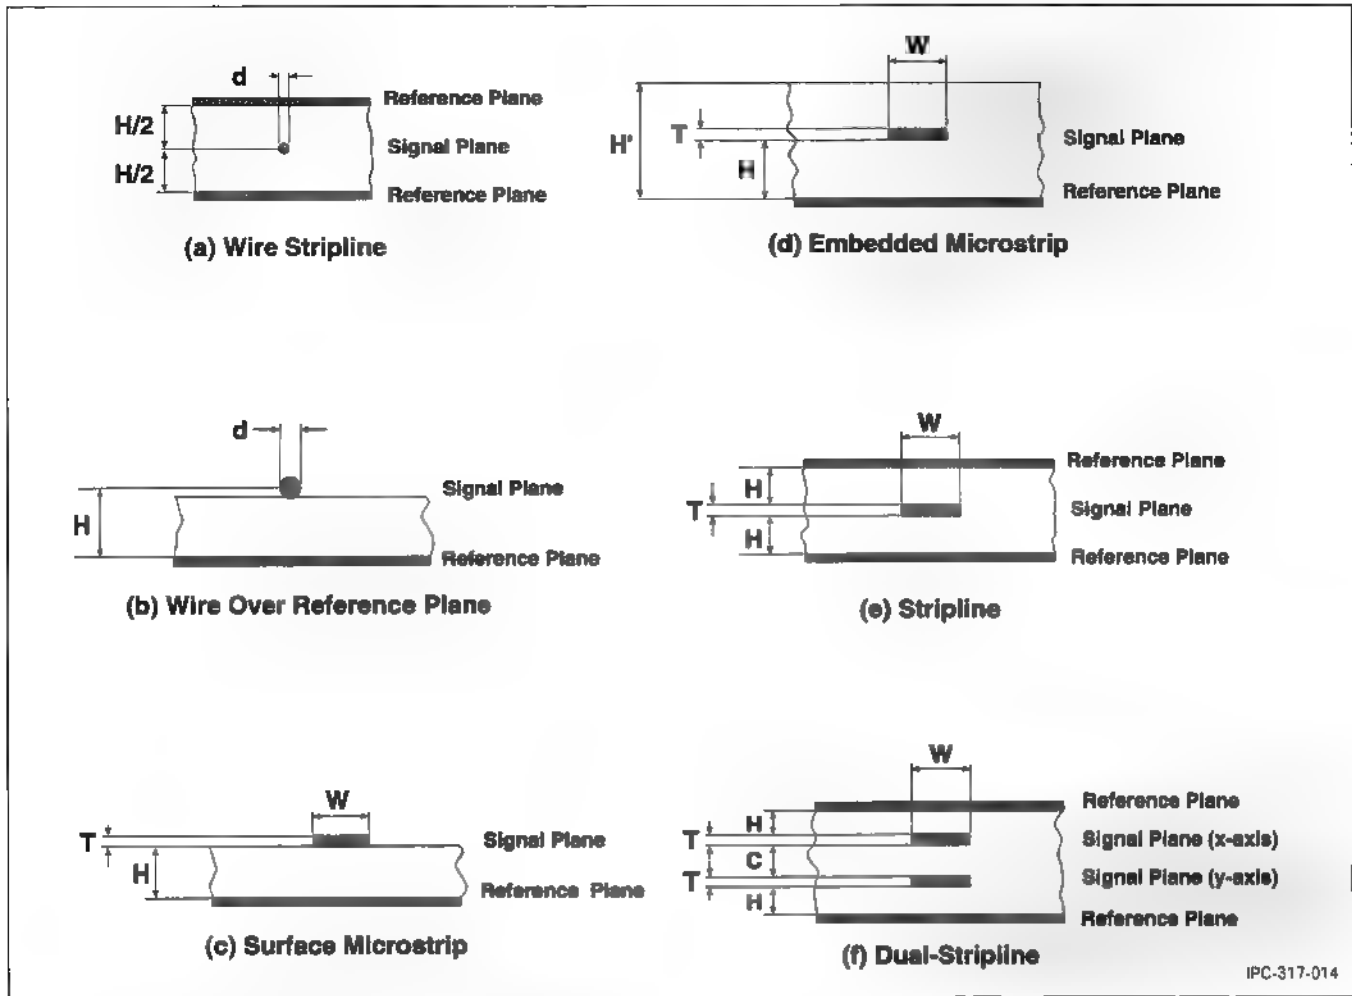 d
Reference Plane
H/2
Signal Plane
H/2
Reference Plane
(a) Wire Stripline
W
H'
T
Signal Plane
H
Reference Plane
(d) Embedded Microstrip
d
Signal Plane
H
Reference Plane
(b) Wire Over Reference Plane
W
Reference Plane
H
T
Signal Plane
H
Reference Plane
(e) Stripline
W
T
Signal Plane
H
Reference Plane
(c) Surface Microstrip
W
Reference Plane
H
T
Signal Plane (x-axis)
C
T
Signal Plane (y-axis)
H
Reference Plane
(f) Dual-Stripline
IPC-317-014